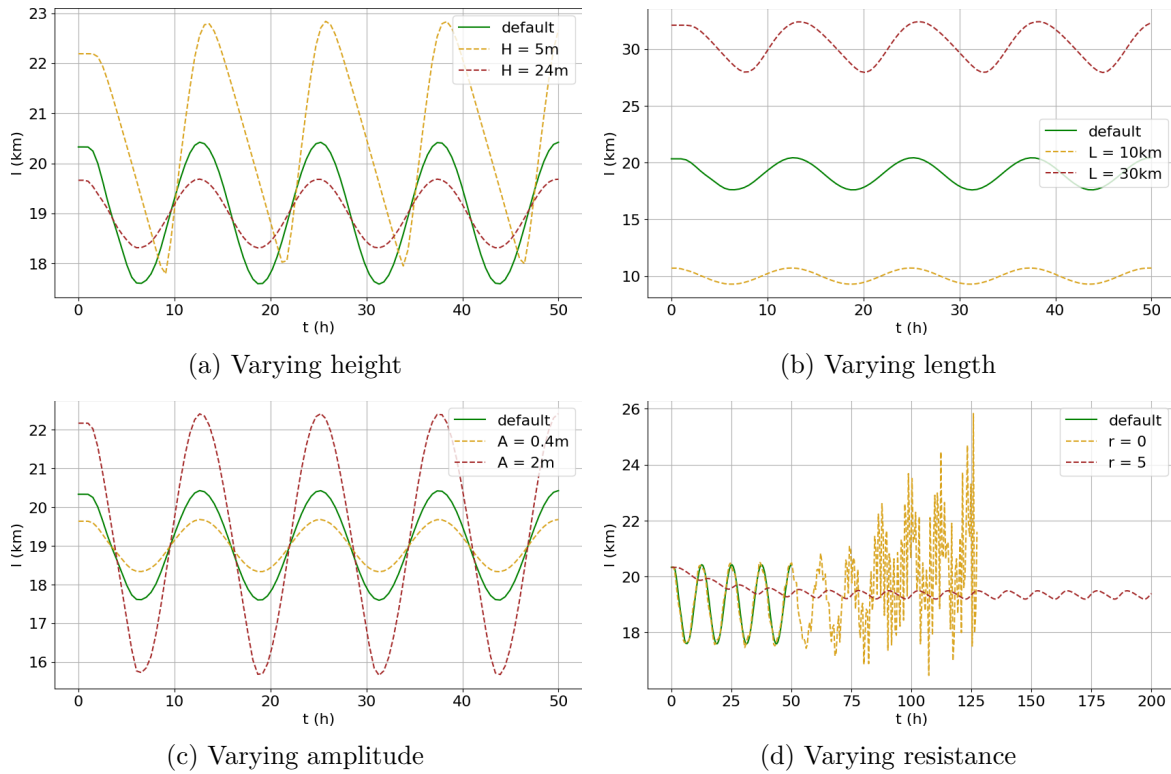 23
22
21
20
19
18
l (km)
0 10 20 30 40 50
t (h)
default
H = 5m
H = 24m
(a) Varying height
30
25
20
15
10
l (km)
0 10 20 30 40 50
t (h)
default
L = 10km
L = 30km
(b) Varying length
22
21
20
19
18
17
16
l (km)
0 10 20 30 40 50
t (h)
default
A = 0.4m
A = 2m
(c) Varying amplitude
26
24
22
20
18
l (km)
0 25 50 75 100 125 150 175 200
t (h)
default
r = 0
r = 5
(d) Varying resistance